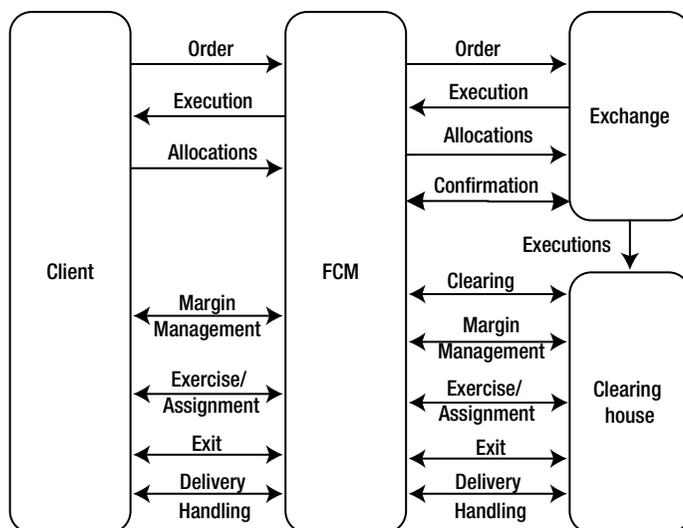 Order
Order
Execution
Execution
Exchange
Allocations
Allocations
Confirmation
Executions
Client
FCM
Clearing
Margin
Management
Margin
Management
Exercise/
Assignment
Exercise/
Assignment
Clearing
house
Exit
Exit
Delivery
Handling
Delivery
Handling